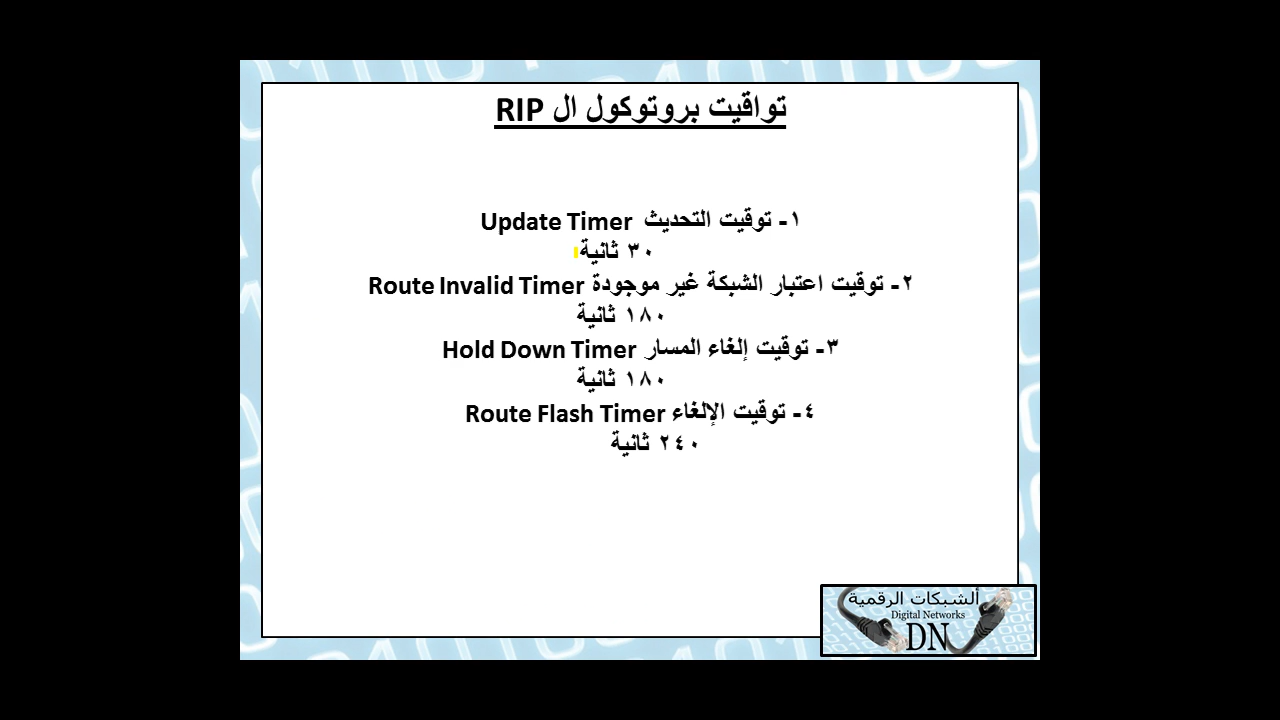 تواقيت بروتوكول ال RIP
١- توقيت التحديث Update Timer
٣٠ ثانية
٢- توقيت اعتبار الشبكة غير موجودة Route Invalid Timer
١٨٠ ثانية
٣- توقيت إلغاء المسار Hold Down Timer
١٨٠ ثانية
٤- توقيت الإلغاء Route Flash Timer
٢٤٠ ثانية
ألشبكات الرقمية
Digital Networks
DN